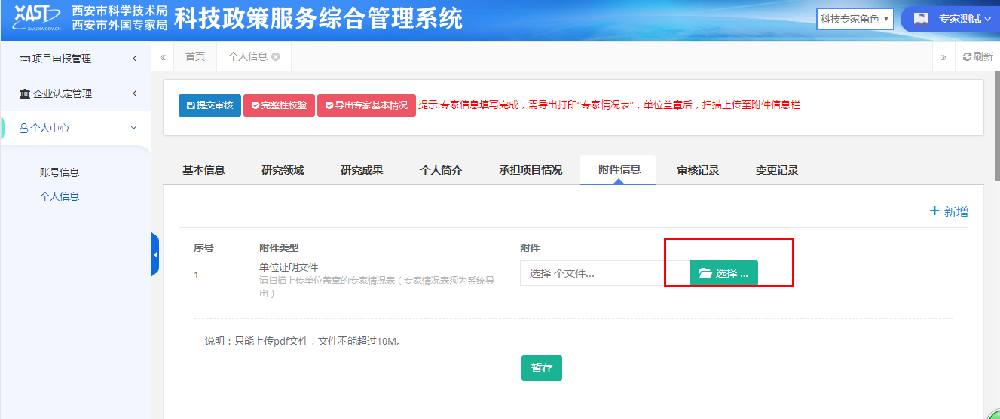 XAST
XAKJ.XA.GOV.CN
西安市科学技术局
西安市外国专家局
科技政策服务综合管理系统
科技专家角色
专家测试
项目申报管理
企业认定管理
个人中心
账号信息
个人信息
«
首页
个人信息
»
刷新
提交审核
完整性校验
导出专家基本情况
提示:专家信息填写完成，需导出打印“专家情况表”，单位盖章后，扫描上传至附件信息栏
基本信息
研究领域
研究成果
个人简介
承担项目情况
附件信息
审核记录
变更记录
+ 新增
序号
附件类型
附件
1
单位证明文件
请扫描上传单位盖章的专家情况表（专家情况表须为系统导
出）
选择 个文件...
选择 ...
说明：只能上传pdf文件，文件不能超过10M。
暂存